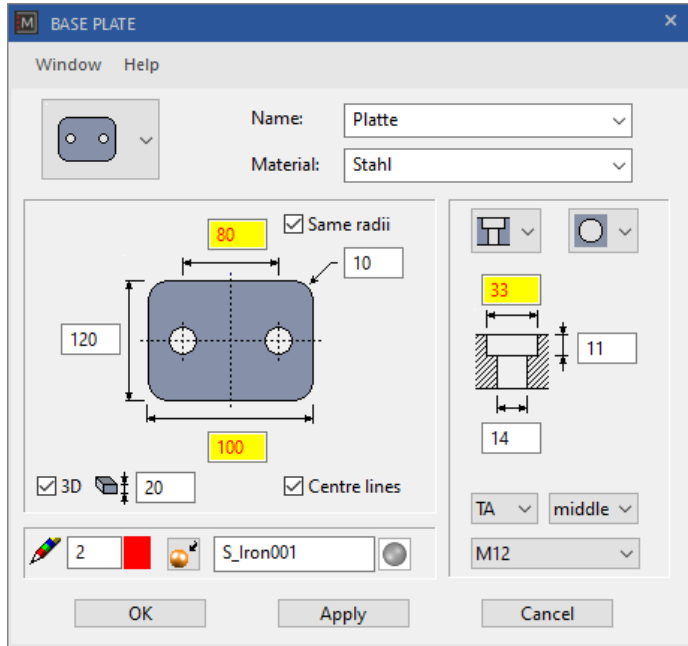 M BASE PLATE
Window Help
Name: Platte
Material: Stahl
80
Same radii
10
120
100
3D 20
Centre lines
33
11
14
TA middle
M12
2 S_Iron001
OK Apply Cancel